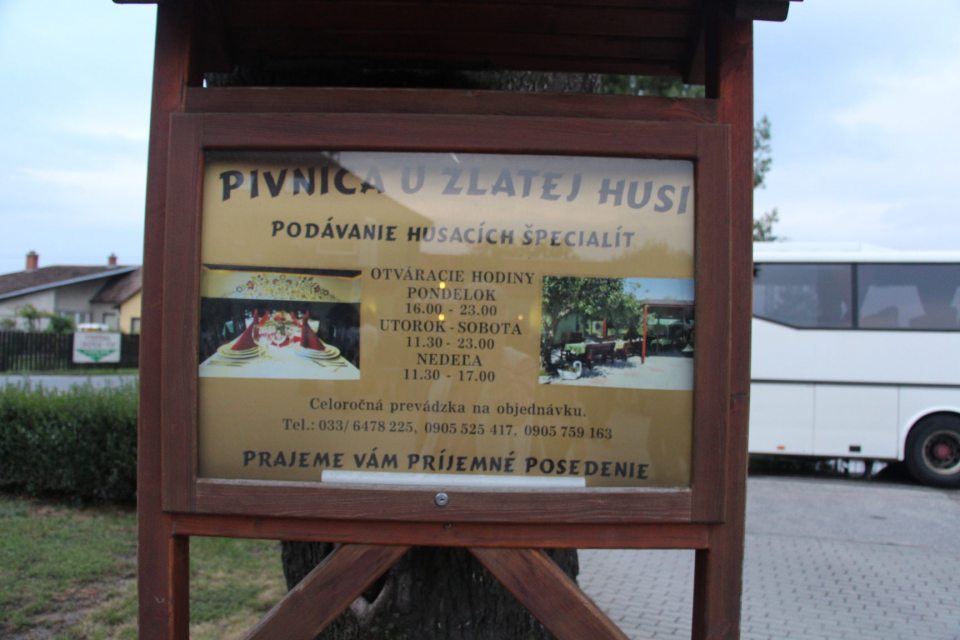 PIVNICA U ZLATEJ HUSI
PODÁVANIE HUSACÍCH ŠPECIALÍT
OTVÁRACIE HODINY
PONDELOK
16.00 - 23.00
UTOROK - SOBOTA
11.30 - 23.00
NEDEĽA
11.30 - 17.00
Celoročná prevádzka na objednávku.
Tel.: 033/ 6478 225, 0905 525 417, 0905 759 163
PRAJEME VÁM PRÍJEMNÉ POSEDENIE